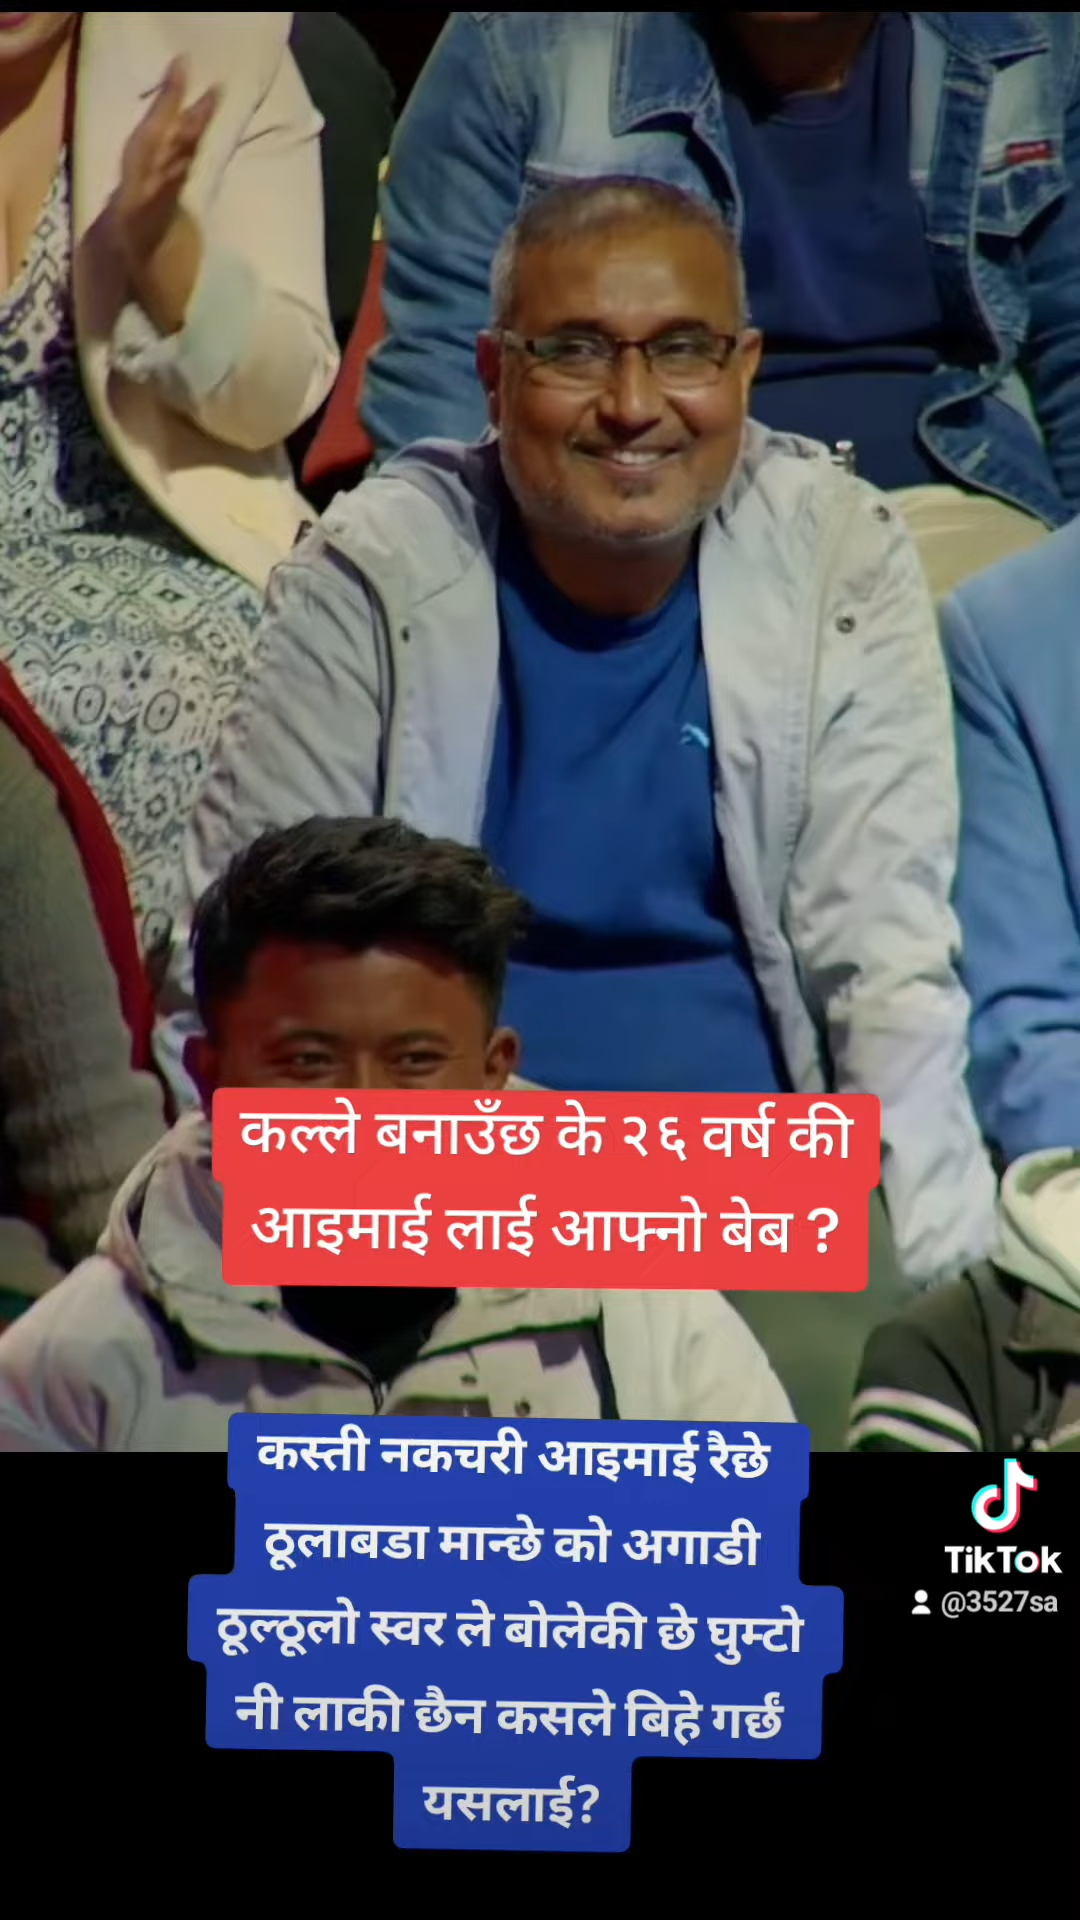 कल्ले बनाउँछ के २६ वर्ष की
आइमाई लाई आफ्नो बेब ?
कस्ती नकचरी आइमाई रैछे
ठूलाबडा मान्छे को अगाडी
ठूल्ठूलो स्वर ले बोलेकी छे घुम्टो
नी लाकी छैन कसले बिहे गर्छं
यसलाई?
TikTok
@3527sa